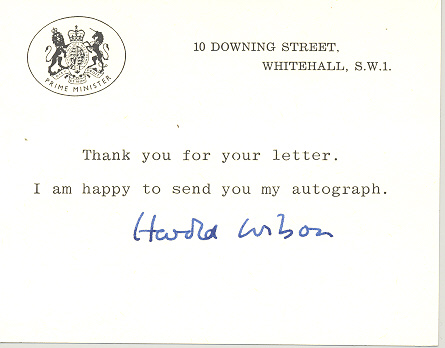 PRIME MINISTER
10 DOWNING STREET,
WHITEHALL, S.W.1.
Thank you for your letter.
I am happy to send you my autograph.
Harold Wilson